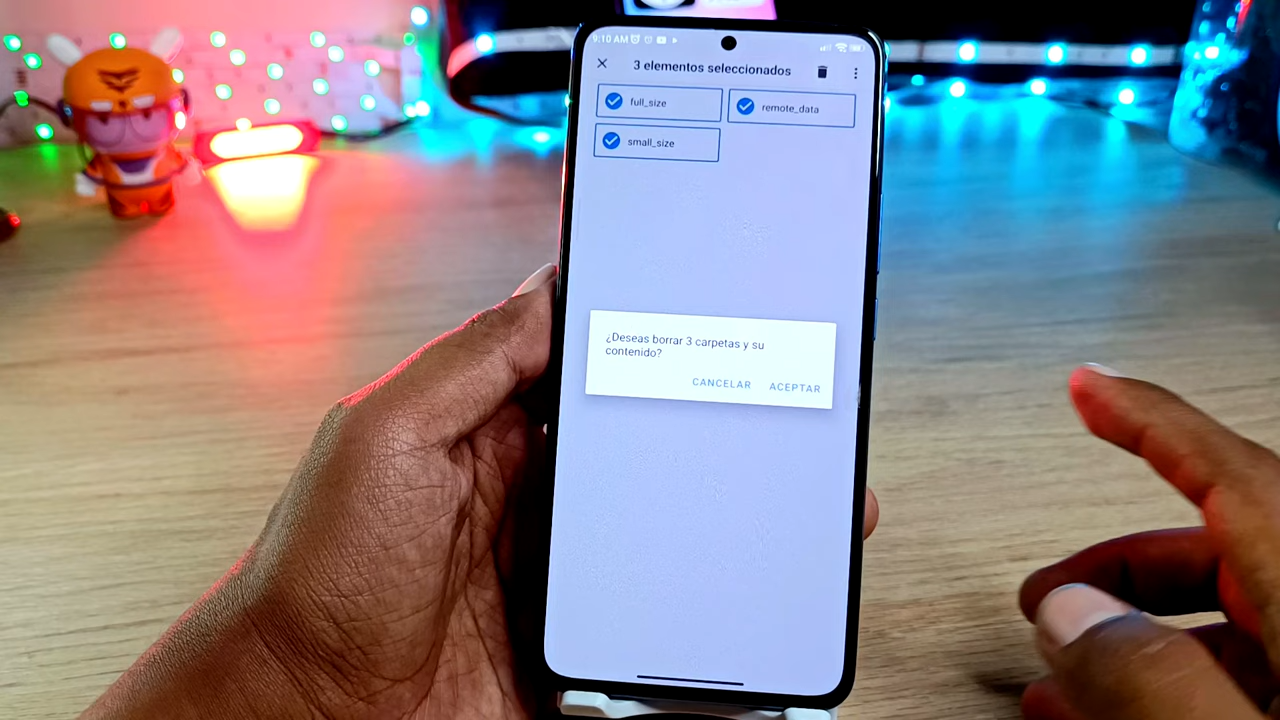 9:10 AM
3 elementos seleccionados
full_size
remote_data
small_size
¿Deseas borrar 3 carpetas y su
contenido?
CANCELAR
ACEPTAR